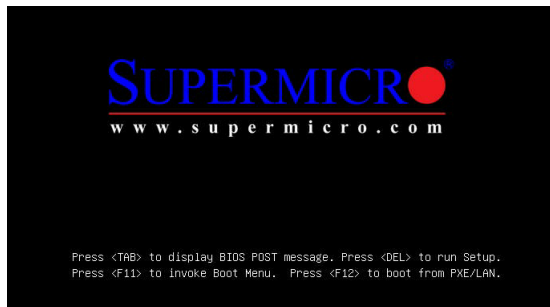 SUPERMICRO®
www.supermicro.com
Press <TAB> to display BIOS POST message. Press <DEL> to run Setup.
Press <F11> to invoke Boot Menu. Press <F12> to boot from PXE/LAN.